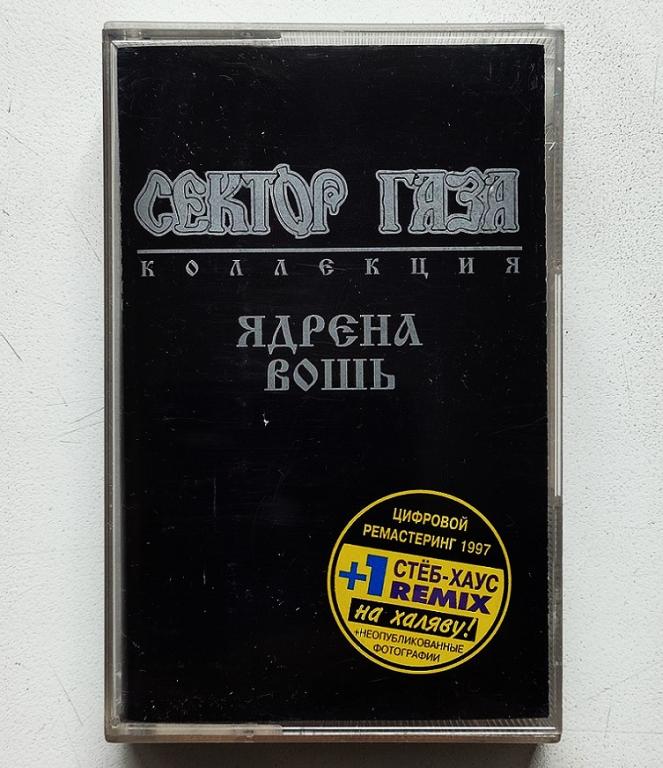 СЕКТОР ГАЗА
КОЛЛЕКЦИЯ
ЯДРЕНА
ВОШЬ
ЦИФРОВОЙ
РЕМАСТЕРИНГ 1997
+1 СТЁБ-ХАУС
REMIX
на халяву!
+НЕОПУБЛИКОВАННЫЕ
ФОТОГРАФИИ